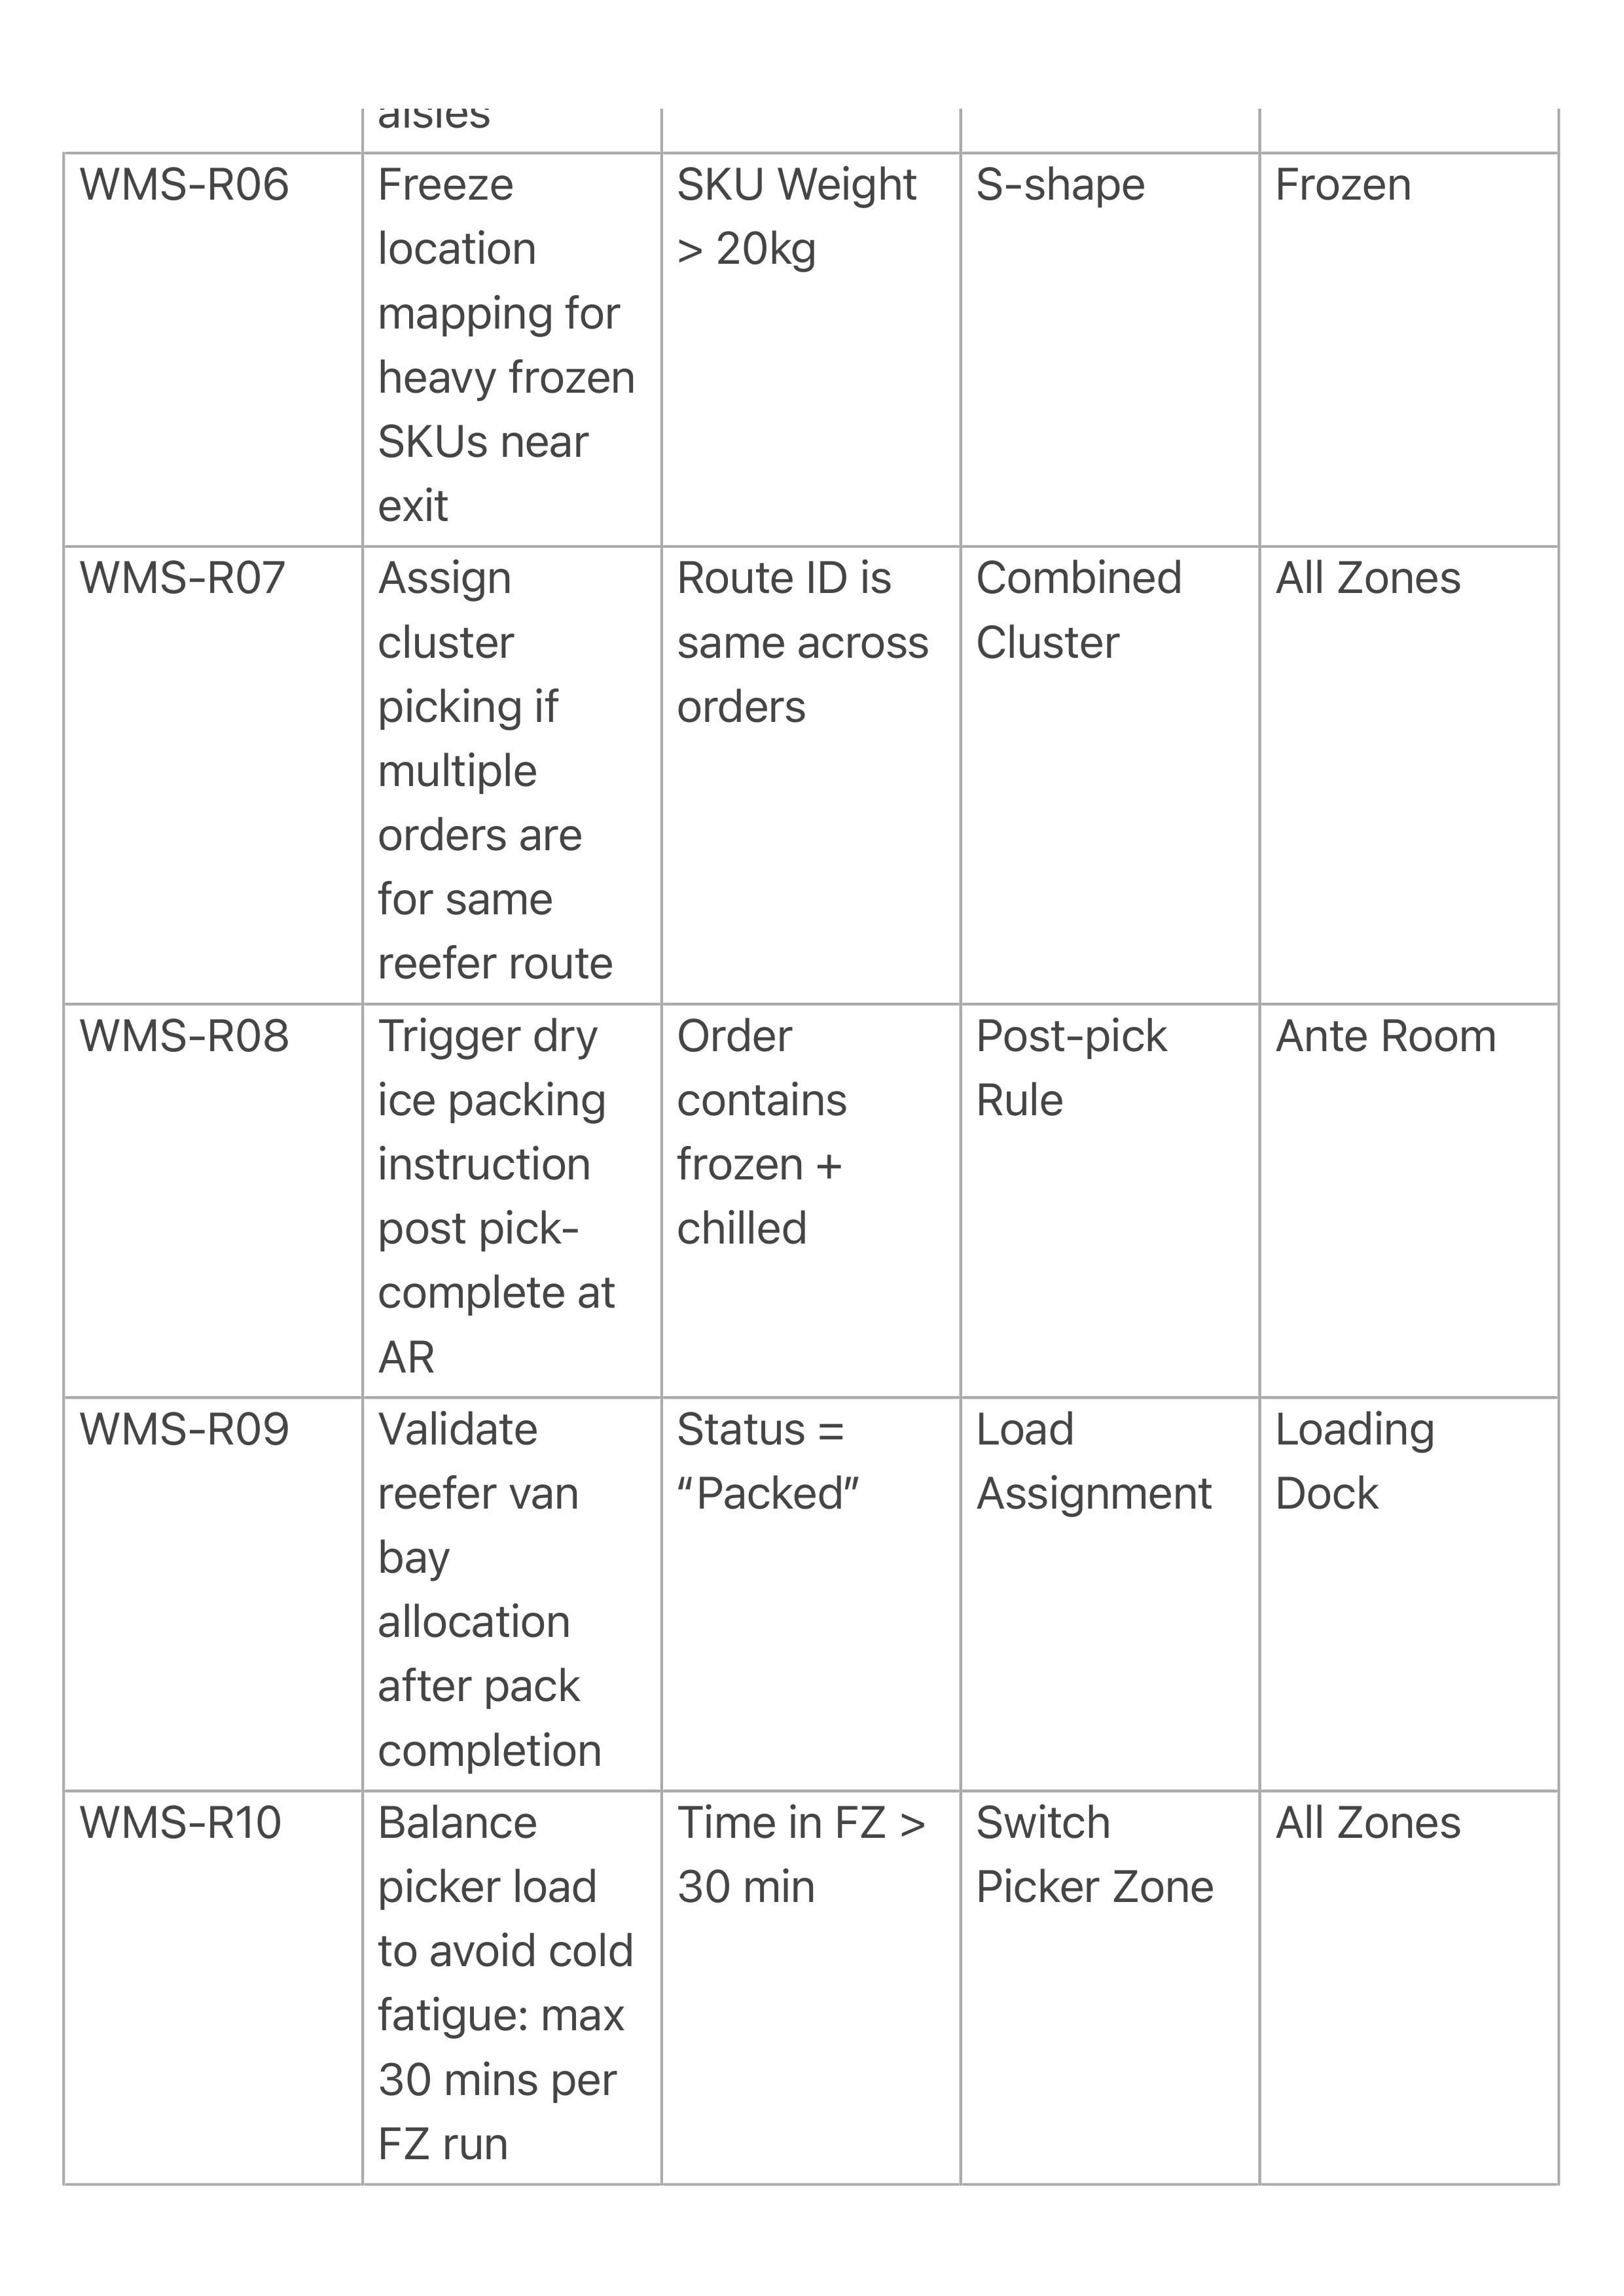 aisles
WMS-R06
Freeze
location
mapping for
heavy frozen
SKUs near
exit
SKU Weight
> 20kg
S-shape
Frozen
WMS-R07
Assign
cluster
picking if
multiple
orders are
for same
reefer route
Route ID is
same across
orders
Combined
Cluster
All Zones
WMS-R08
Trigger dry
ice packing
instruction
post pick-
complete at
AR
Order
contains
frozen +
chilled
Post-pick
Rule
Ante Room
WMS-R09
Validate
reefer van
bay
allocation
after pack
completion
Status =
“Packed”
Load
Assignment
Loading
Dock
WMS-R10
Balance
picker load
to avoid cold
fatigue: max
30 mins per
FZ run
Time in FZ >
30 min
Switch
Picker Zone
All Zones